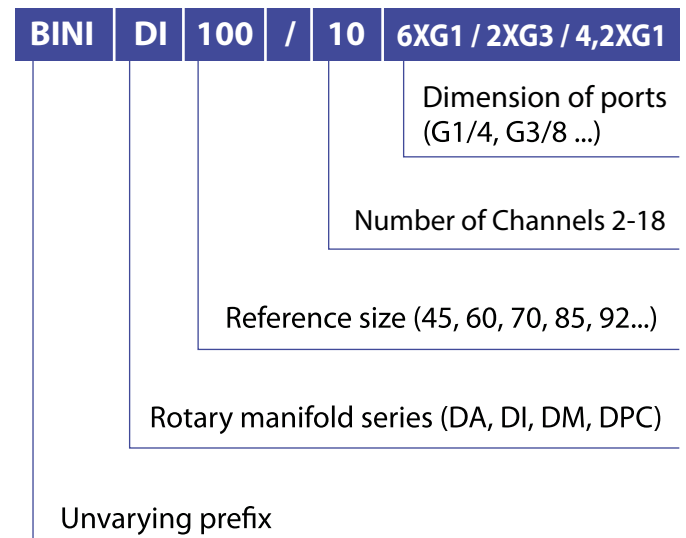 BINI DI 100 / 10 6XG1 / 2XG3 / 4,2XG1
Dimension of ports
(G1/4, G3/8 ...)
Number of Channels 2-18
Reference size (45, 60, 70, 85, 92...)
Rotary manifold series (DA, DI, DM, DPC)
Unvarying prefix